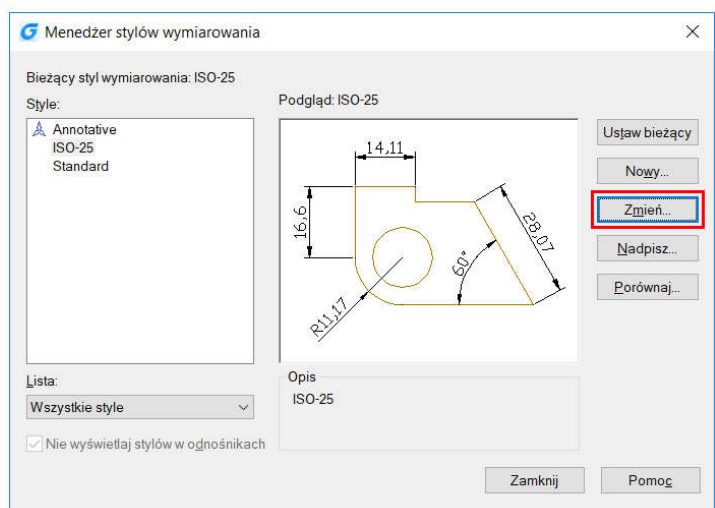 Menedżer stylów wymiarowania
Bieżący styl wymiarowania: ISO-25
Style:
Annotative
ISO-25
Standard
Lista:
Wszystkie style
Nie wyświetlaj stylów w odnośnikach
Podgląd: ISO-25
14,11
16,6
28,07
60°
R11,17
Opis
ISO-25
Ustaw bieżący
Nowy...
Zmień...
Nadpisz...
Porównaj...
Zamknij
Pomoc